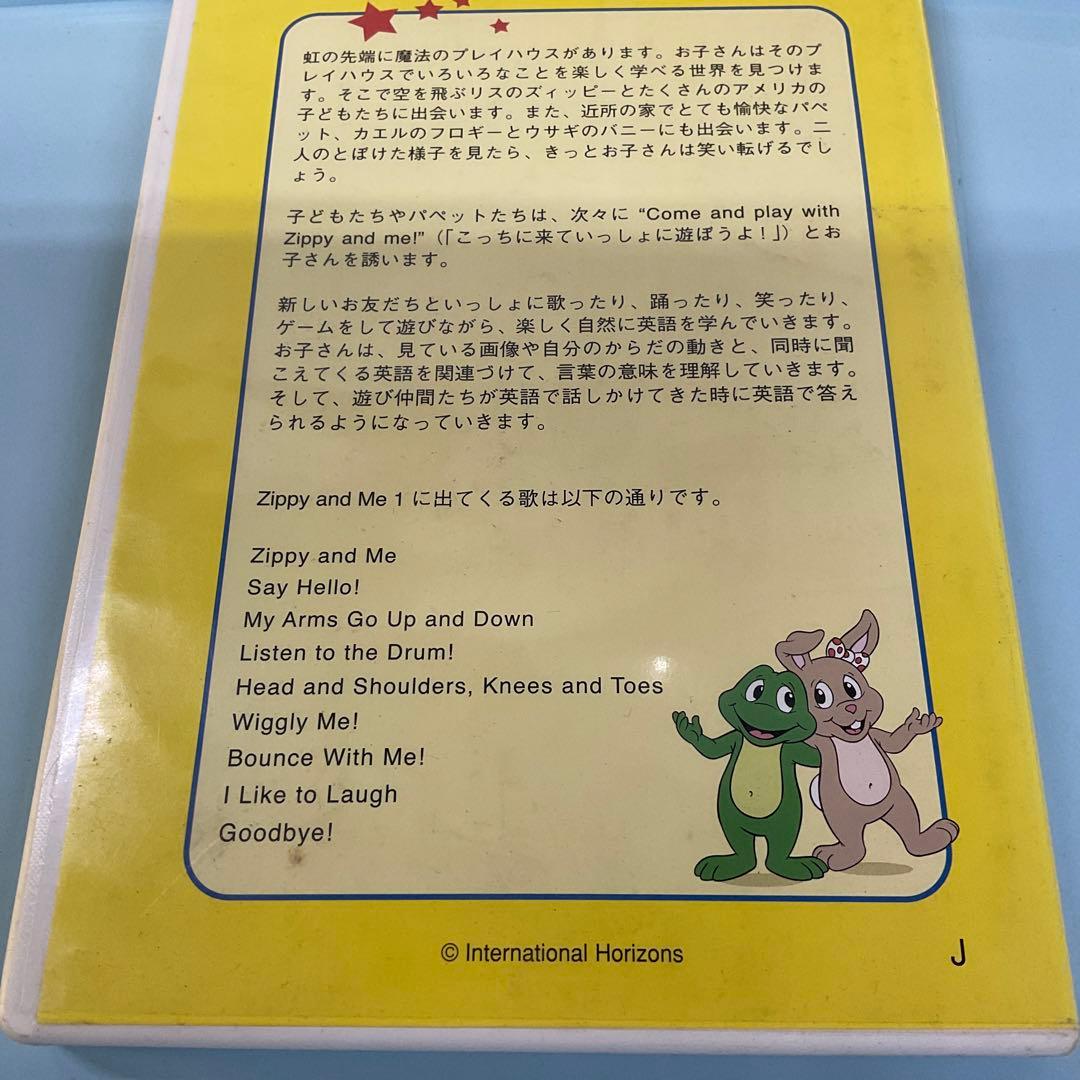 虹の先端に魔法のプレイハウスがあります。お子さんはそのプ
レイハウスでいろいろなことを楽しく学べる世界を見つけま
す。そこで空を飛ぶリスのズィッピーとたくさんのアメリカの
子どもたちに出会います。また、近所の家でとても愉快なパペ
ット、カエルのフロギーとウサギのバニーにも出会います。二
人のとぼけた様子を見たら、きっとお子さんは笑い転げるでし
ょう。
子どもたちやパペットたちは、次々に “Come and play with
Zippy and me!”（「こっちに来ていっしょに遊ぼうよ！」）とお
子さんを誘います。
新しいお友だちといっしょに歌ったり、踊ったり、笑ったり、
ゲームをして遊びながら、楽しく自然に英語を学んでいきます。
お子さんは、見ている画像や自分のからだの動きと、同時に聞
こえてくる英語を関連づけて、言葉の意味を理解していきます。
そして、遊び仲間たちが英語で話しかけてきた時に英語で答え
られるようになっていきます。
Zippy and Me 1 に出てくる歌は以下の通りです。
Zippy and Me
Say Hello!
My Arms Go Up and Down
Listen to the Drum!
Head and Shoulders, Knees and Toes
Wiggly Me!
Bounce With Me!
I Like to Laugh
Goodbye!
© International Horizons
J